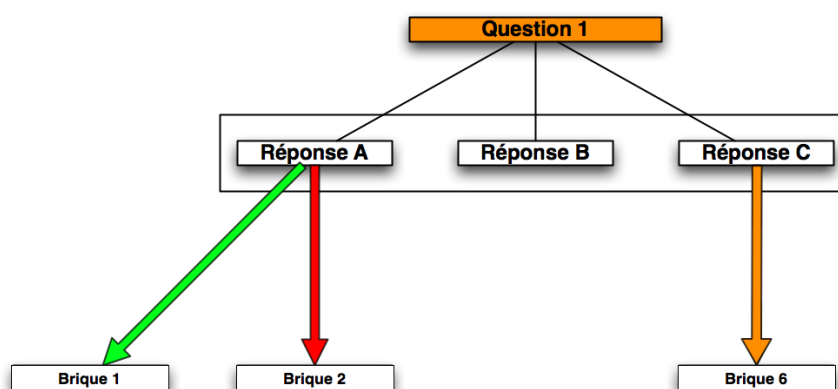 Question 1
Réponse A
Réponse B
Réponse C
Brique 1
Brique 2
Brique 6